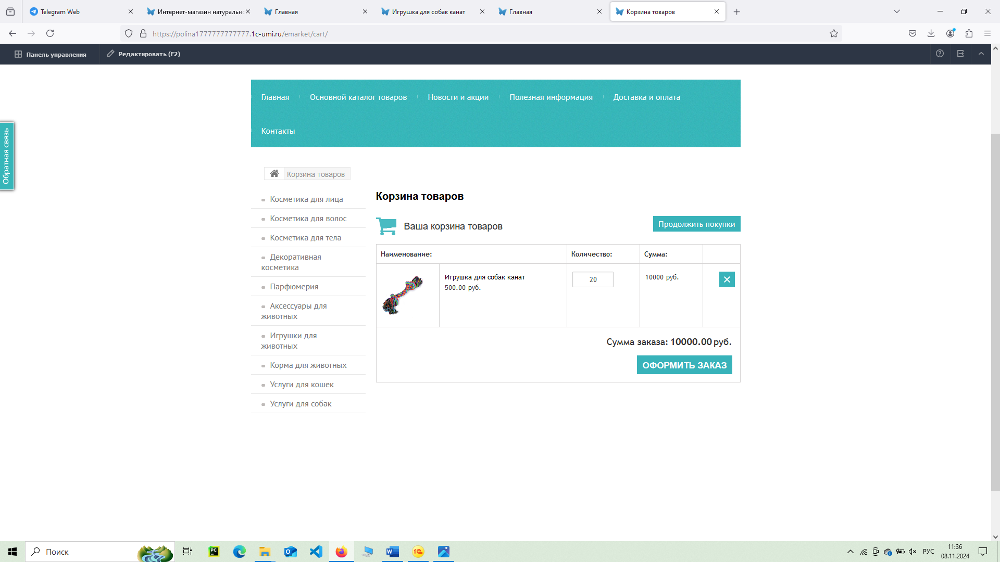 Telegram Web
Интернет-магазин натурально
Главная
Игрушка для собак канат
Главная
Корзина товаров
https://polina1777777777777.1c-umi.ru/emarket/cart/
Панель управления
Редактировать (F2)
Главная
Основной каталог товаров
Новости и акции
Полезная информация
Доставка и оплата
Контакты
Обратная связь
Корзина товаров
Косметика для лица
Косметика для волос
Косметика для тела
Декоративная
косметика
Парфюмерия
Аксессуары для
животных
Игрушки для
животных
Корма для животных
Услуги для кошек
Услуги для собак
Корзина товаров
Ваша корзина товаров
Продолжить покупки
Наименование:
Количество:
Сумма:
Игрушка для собак канат
500.00 руб.
20
10000 руб.
Сумма заказа: 10000.00 руб.
ОФОРМИТЬ ЗАКАЗ
Поиск
PC
1С
РУС
11:36
08.11.2024